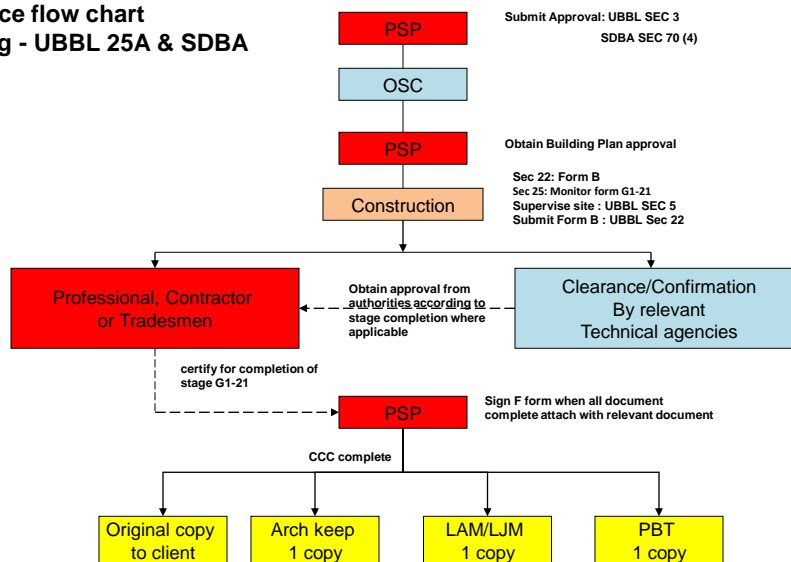 ce flow chart
g - UBBL 25A & SDBA
PSP
Submit Approval: UBBL SEC 3
SDBA SEC 70 (4)
OSC
PSP
Obtain Building Plan approval
Construction
Sec 22: Form B
Sec 25: Monitor form G1-21
Supervise site : UBBL SEC 5
Submit Form B : UBBL Sec 22
Professional, Contractor
or Tradesmen
Obtain approval from
authorities according to
stage completion where
applicable
Clearance/Confirmation
By relevant
Technical agencies
certify for completion of
stage G1-21
PSP
Sign F form when all document
complete attach with relevant document
CCC complete
Original copy
to client
Arch keep
1 copy
LAM/LJM
1 copy
PBT
1 copy